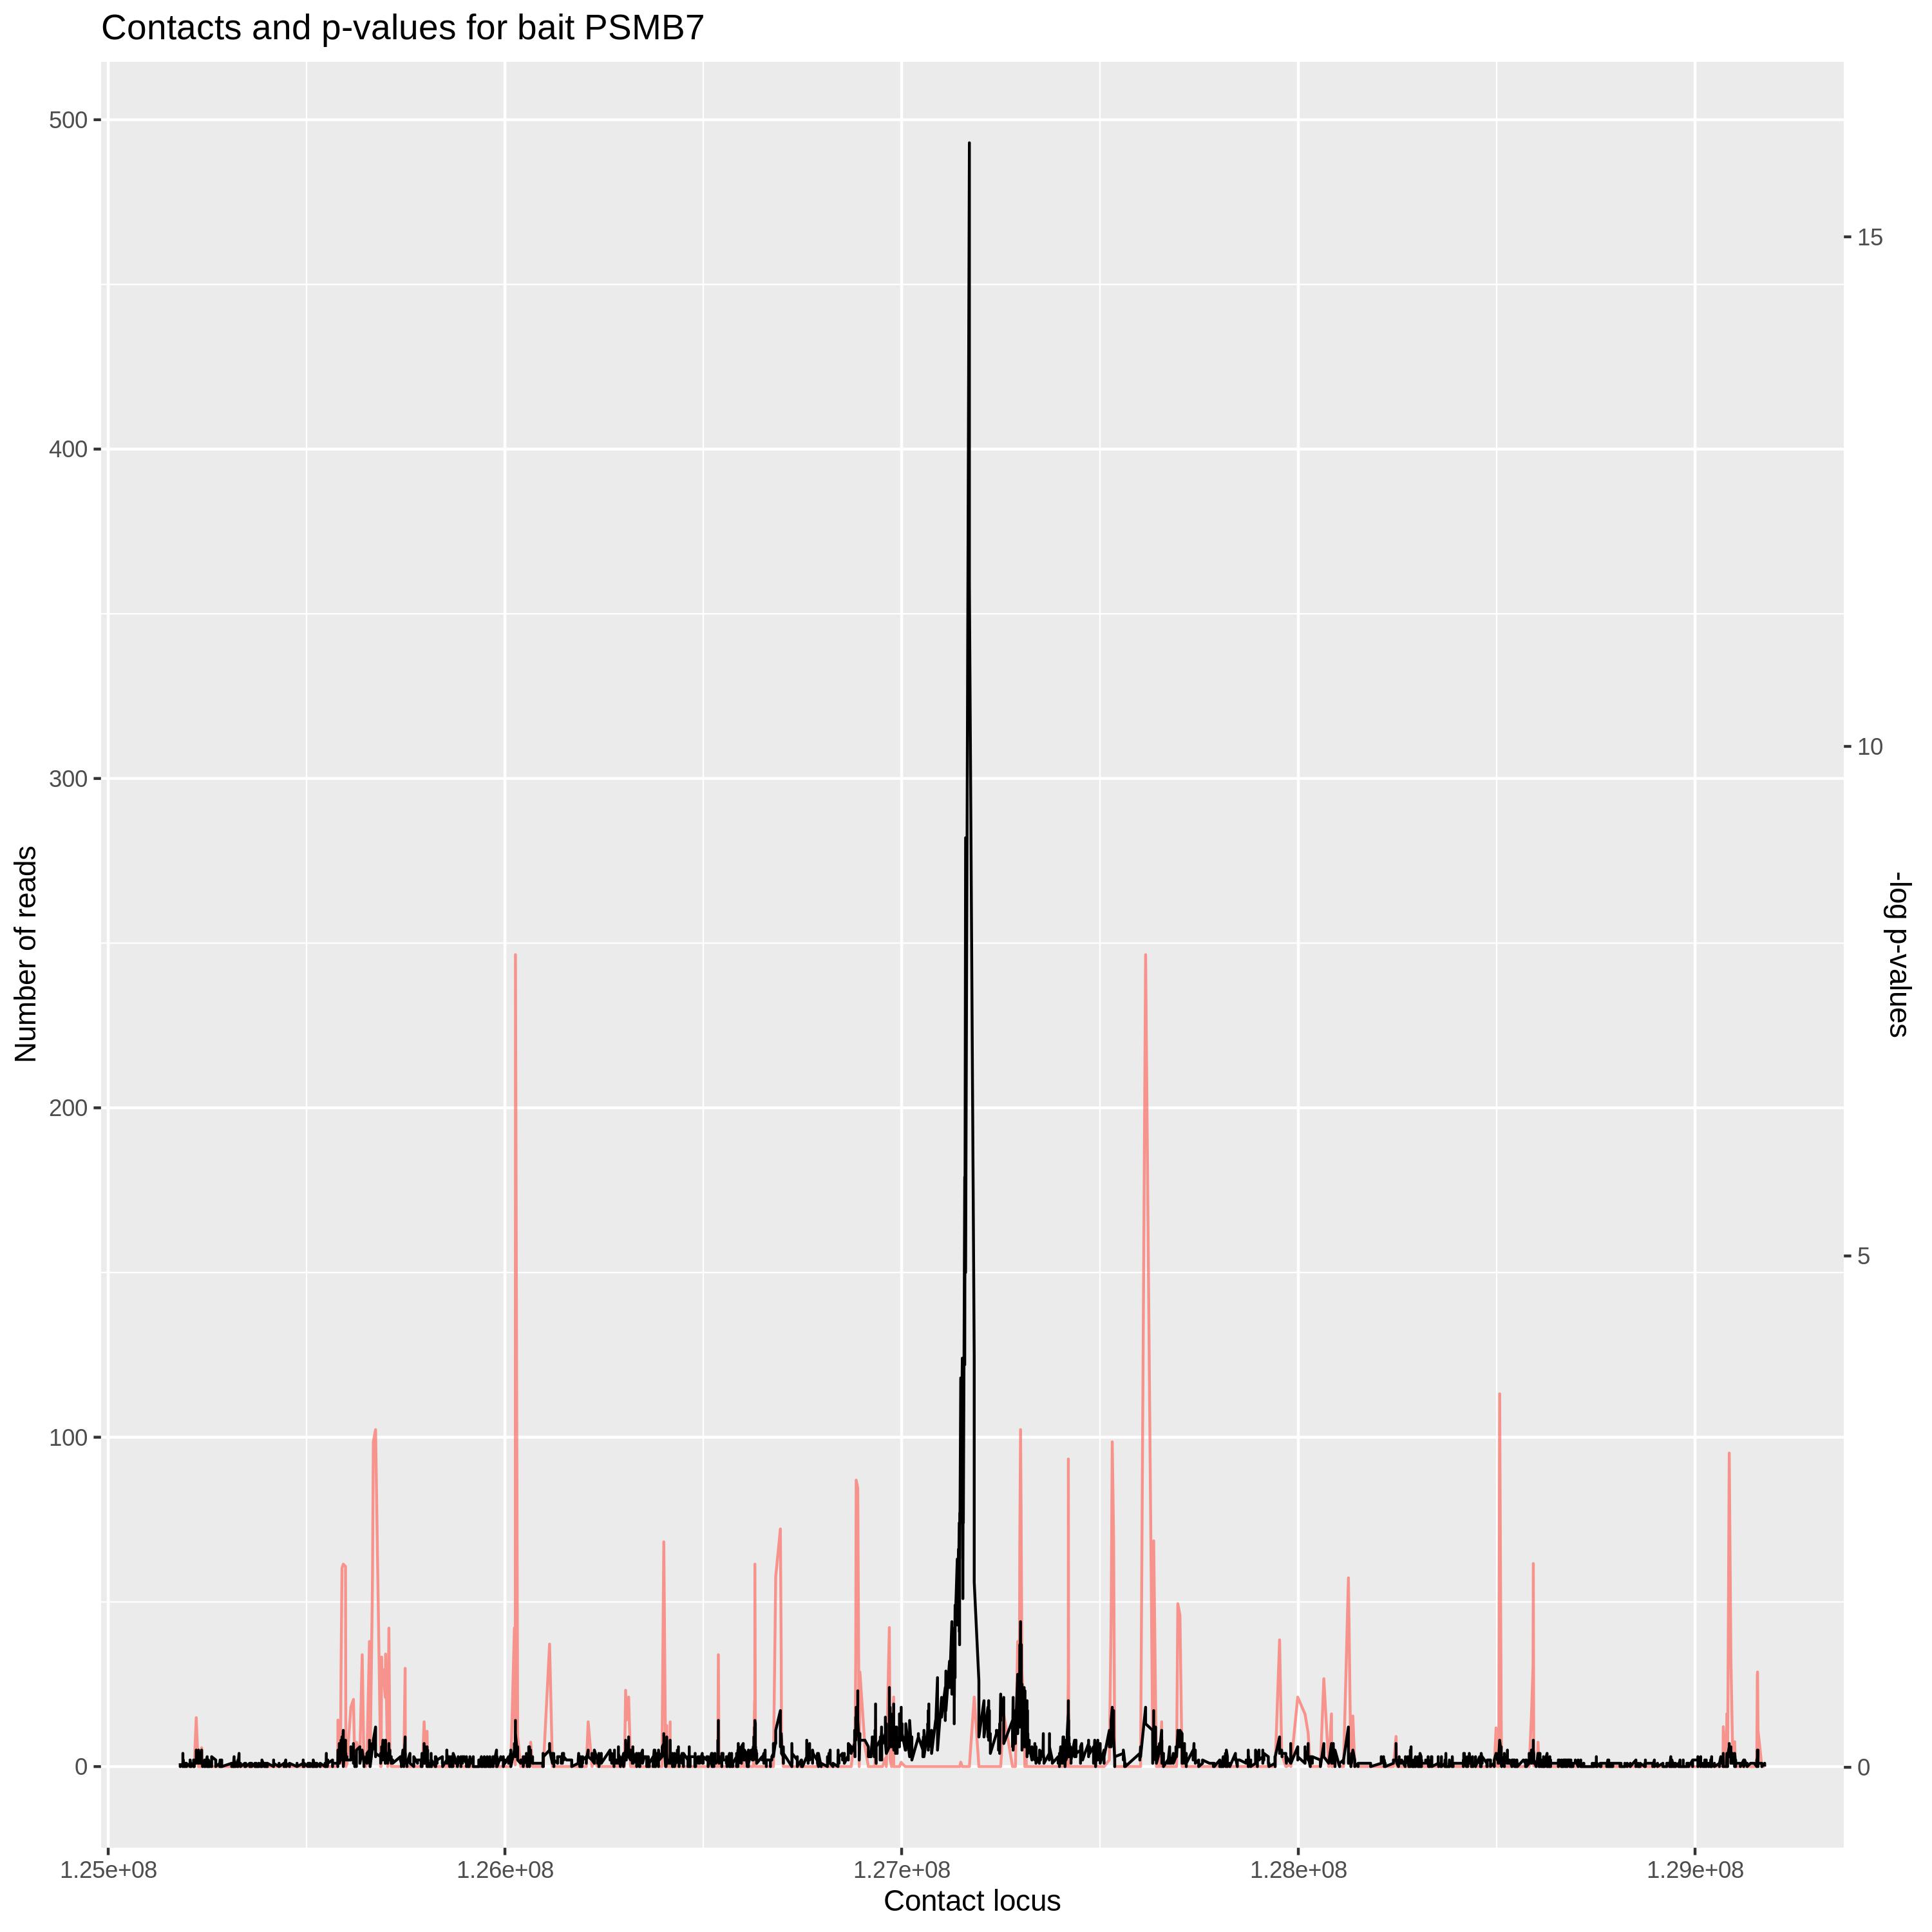 Contacts and p-values for bait PSMB7
500
400
300
200
100
0
Number of reads
15
10
5
0
-log p-values
1.25e+08 1.26e+08 1.27e+08 1.28e+08 1.29e+08
Contact locus